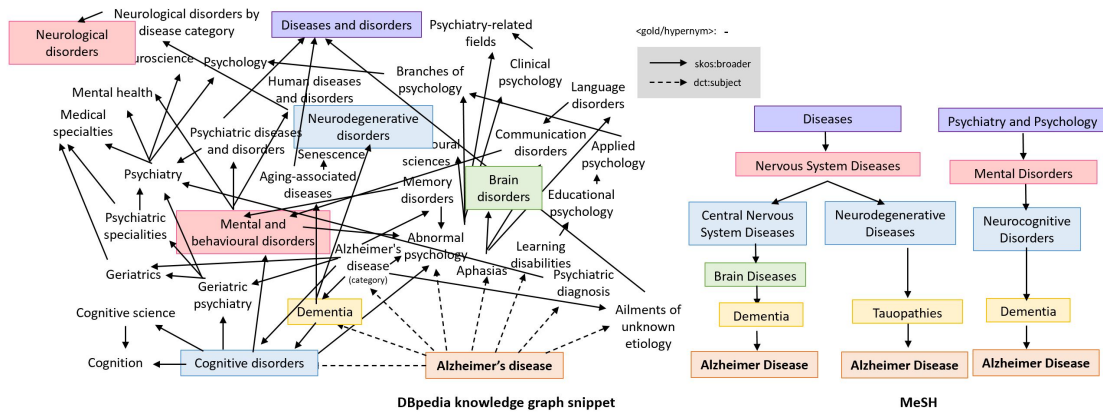 Neurological disorders by
disease category
Neurological
disorders
Diseases and disorders
Psychiatry-related
fields
<gold/hypernym>: -
skos:broader
dct:subject
uroscience
Psychology
Human diseases
and disorders
Branches of
psychology
Clinical
psychology
Language
disorders
Mental health
Medical
specialties
Psychiatric diseases
and disorders
Neurodegenerative
disorders
Senescence
oural
sciences
Communication
disorders
Applied
psychology
Psychiatry
Aging-associated
diseases
Memory
disorders
Brain
disorders
Educational
psychology
Psychiatric
specialities
Mental and
behavioural disorders
Alzheimer's
disease
(category)
Abnormal
psychology
Aphasias
Learning
disabilities
Psychiatric
diagnosis
Geriatrics
Geriatric
psychiatry
Dementia
Ailments of
unknown
etiology
Cognitive science
Cognition
Cognitive disorders
Alzheimer’s disease
DBpedia knowledge graph snippet
Diseases
Psychiatry and Psychology
Nervous System Diseases
Mental Disorders
Central Nervous
System Diseases
Neurodegenerative
Diseases
Neurocognitive
Disorders
Brain Diseases
Dementia
Tauopathies
Dementia
Alzheimer Disease
Alzheimer Disease
Alzheimer Disease
MeSH